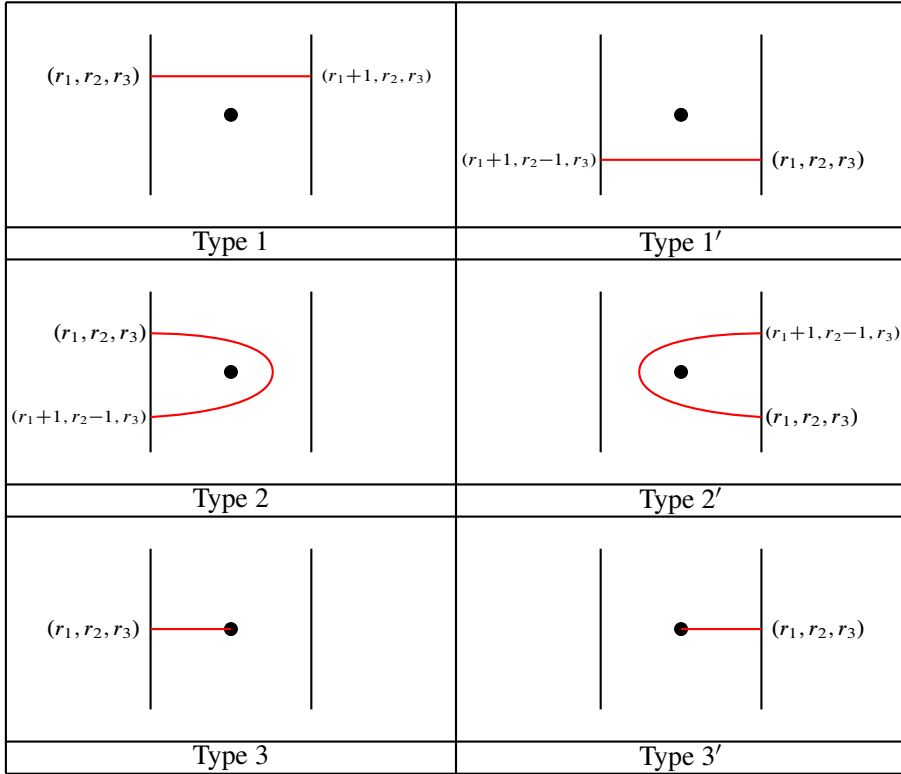 (r₁, r₂, r₃) (r₁+1, r₂, r₃)
(r₁+1, r₂−1, r₃) (r₁, r₂, r₃)
Type 1 Type 1′
(r₁, r₂, r₃) (r₁+1, r₂−1, r₃)
(r₁+1, r₂−1, r₃) (r₁, r₂, r₃)
Type 2 Type 2′
(r₁, r₂, r₃) (r₁, r₂, r₃)
Type 3 Type 3′